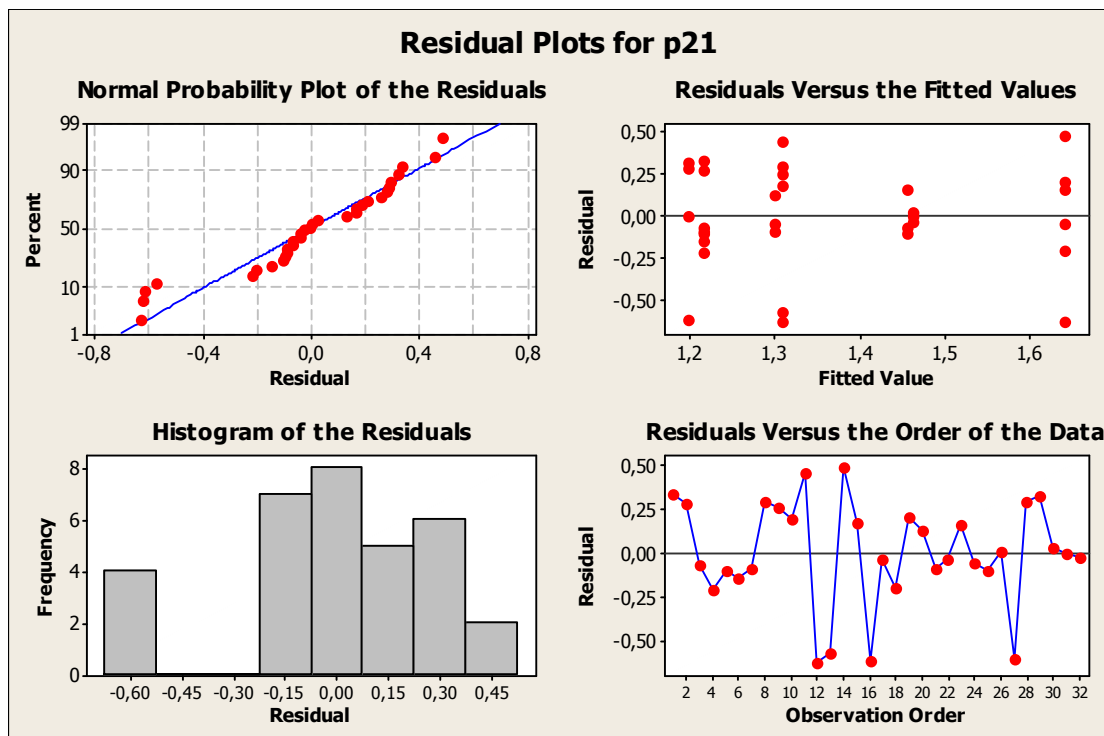 Residual Plots for p21
Normal Probability Plot of the Residuals
Percent
99
90
50
10
1
-0,8 -0,4 0,0 0,4 0,8
Residual
Residuals Versus the Fitted Values
Residual
0,50
0,25
0,00
-0,25
-0,50
1,2 1,3 1,4 1,5 1,6
Fitted Value
Histogram of the Residuals
Frequency
8
6
4
2
0
-0,60 -0,45 -0,30 -0,15 0,00 0,15 0,30 0,45
Residual
Residuals Versus the Order of the Data
Residual
0,50
0,25
0,00
-0,25
-0,50
2 4 6 8 10 12 14 16 18 20 22 24 26 28 30 32
Observation Order